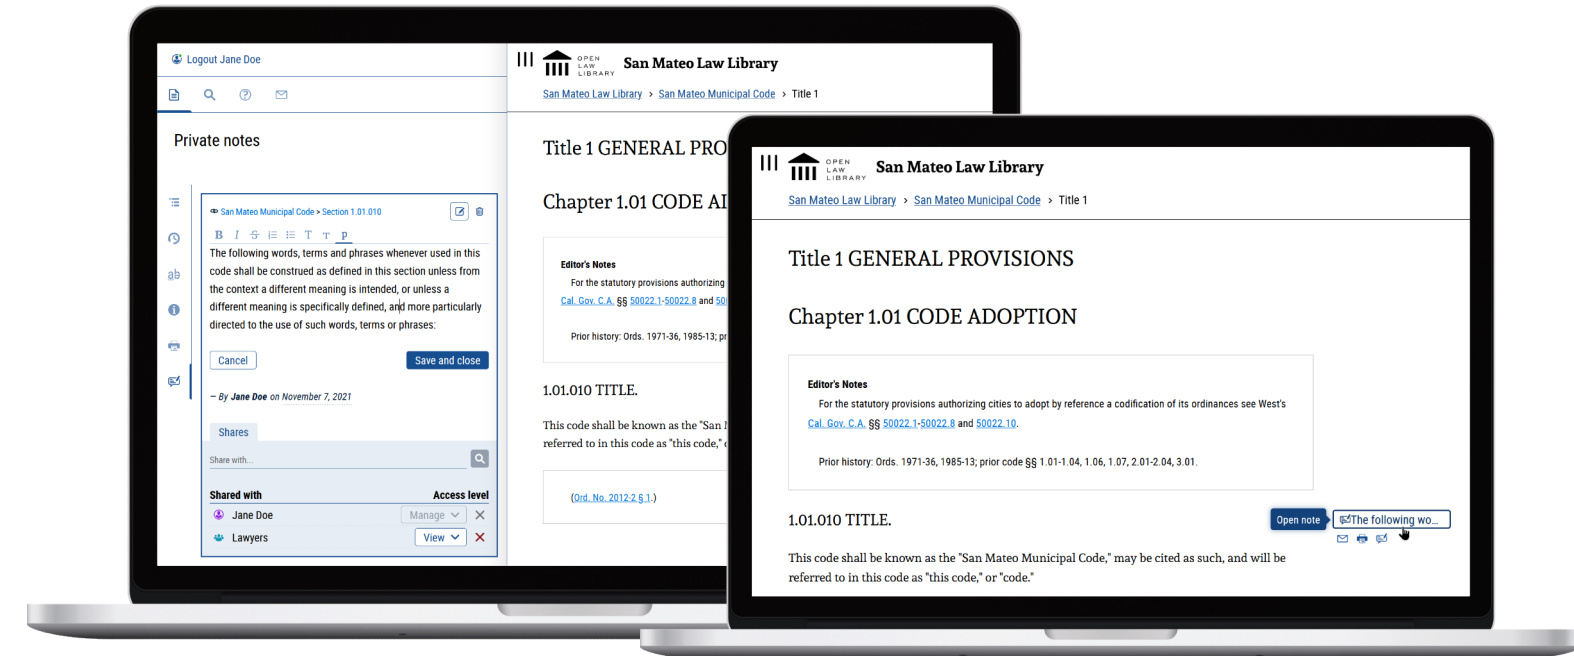 Logout Jane Doe
Private notes
San Mateo Municipal Code > Section 1.01.010
B I S T T p
The following words, terms and phrases whenever used in this
code shall be construed as defined in this section unless from
the context a different meaning is intended, or unless a
different meaning is specifically defined, and more particularly
directed to the use of such words, terms or phrases:
Cancel
Save and close
– By Jane Doe on November 7, 2021
Shares
Share with...
Shared with Access level
Jane Doe Manage
Lawyers View
ab
OPEN
LAW
LIBRARY
San Mateo Law Library
San Mateo Law Library > San Mateo Municipal Code > Title 1
Title 1 GENERAL PRO
Chapter 1.01 CODE AD
Editor's Notes
For the statutory provisions authorizing
Cal. Gov. C.A. §§ 50022.1-50022.8 and 50
Prior history: Ords. 1971-36, 1985-13; pr
1.01.010 TITLE.
This code shall be known as the "San M
referred to in this code as "this code," o
(Ord. No. 2012-2 § 1.)
OPEN
LAW
LIBRARY
San Mateo Law Library
San Mateo Law Library > San Mateo Municipal Code > Title 1
Title 1 GENERAL PROVISIONS
Chapter 1.01 CODE ADOPTION
Editor's Notes
For the statutory provisions authorizing cities to adopt by reference a codification of its ordinances see West's
Cal. Gov. C.A. §§ 50022.1-50022.8 and 50022.10.
Prior history: Ords. 1971-36, 1985-13; prior code §§ 1.01-1.04, 1.06, 1.07, 2.01-2.04, 3.01.
1.01.010 TITLE.
Open note
The following wo...
This code shall be known as the "San Mateo Municipal Code," may be cited as such, and will be
referred to in this code as "this code," or "code."